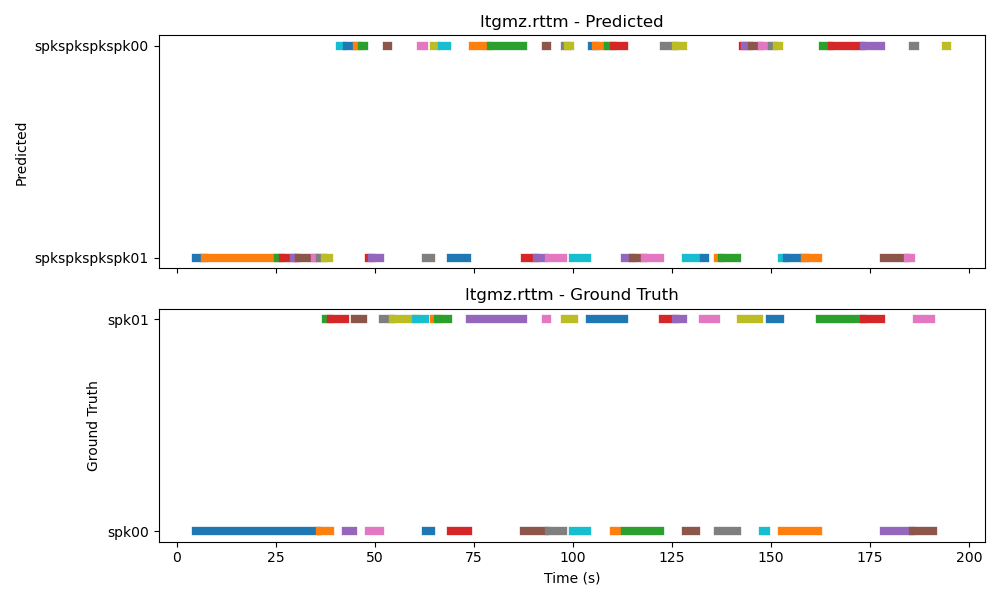 ltgmz.rttm - Predicted
spkspkspkspk00
Predicted
spkspkspkspk01
ltgmz.rttm - Ground Truth
spk01
Ground Truth
spk00
0 25 50 75 100 125 150 175 200
Time (s)